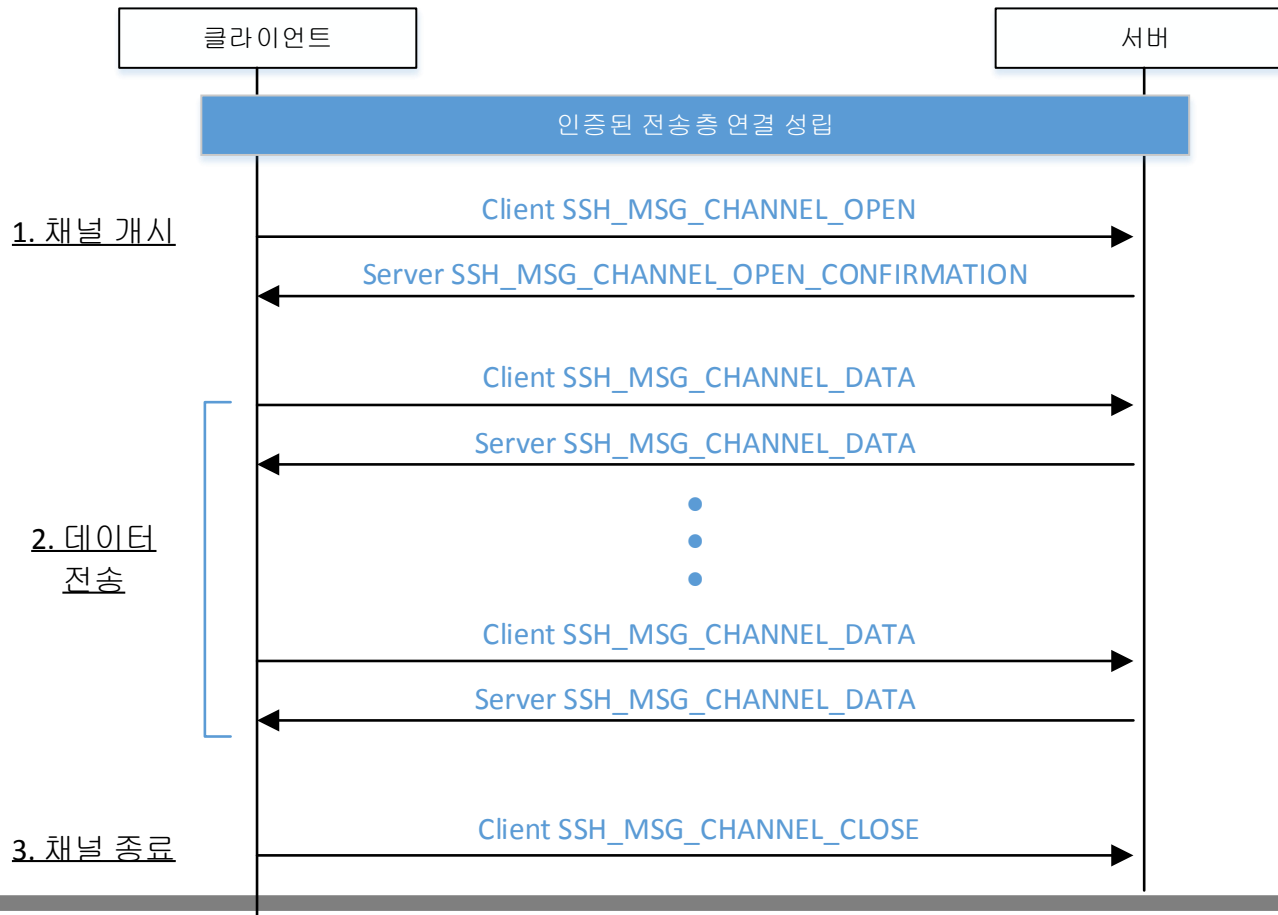 클라이언트
서버
인증된 전송층 연결 성립
1. 채널 개시
Client SSH_MSG_CHANNEL_OPEN
Server SSH_MSG_CHANNEL_OPEN_CONFIRMATION
Client SSH_MSG_CHANNEL_DATA
Server SSH_MSG_CHANNEL_DATA
2. 데이터
전송
Client SSH_MSG_CHANNEL_DATA
Server SSH_MSG_CHANNEL_DATA
3. 채널 종료
Client SSH_MSG_CHANNEL_CLOSE